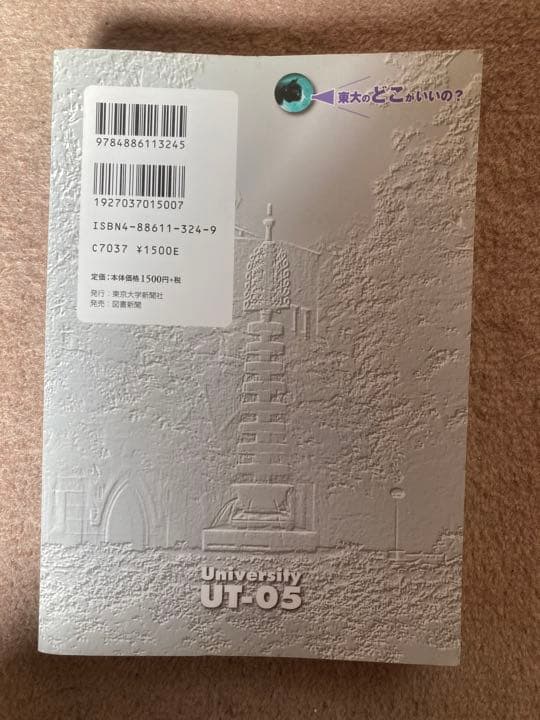 東大のどこがいいの？
9784886113245
1927037015007
ISBN4-88611-324-9
C7037 ¥1500E
定価：本体価格1500円+税
発行：東京大学新聞社
発売：図書新聞
University
UT-05